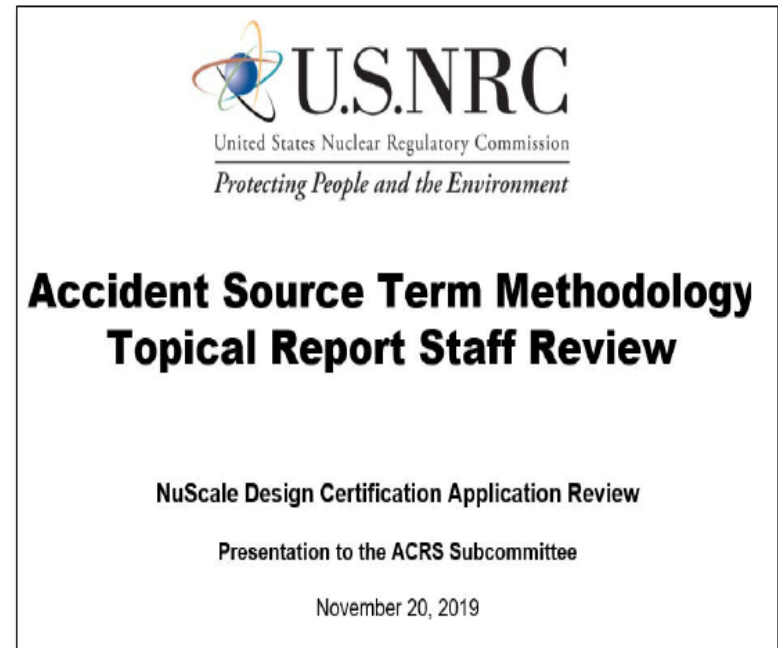 U.S.NRC
United States Nuclear Regulatory Commission
Protecting People and the Environment
Accident Source Term Methodology
Topical Report Staff Review
NuScale Design Certification Application Review
Presentation to the ACRS Subcommittee
November 20, 2019